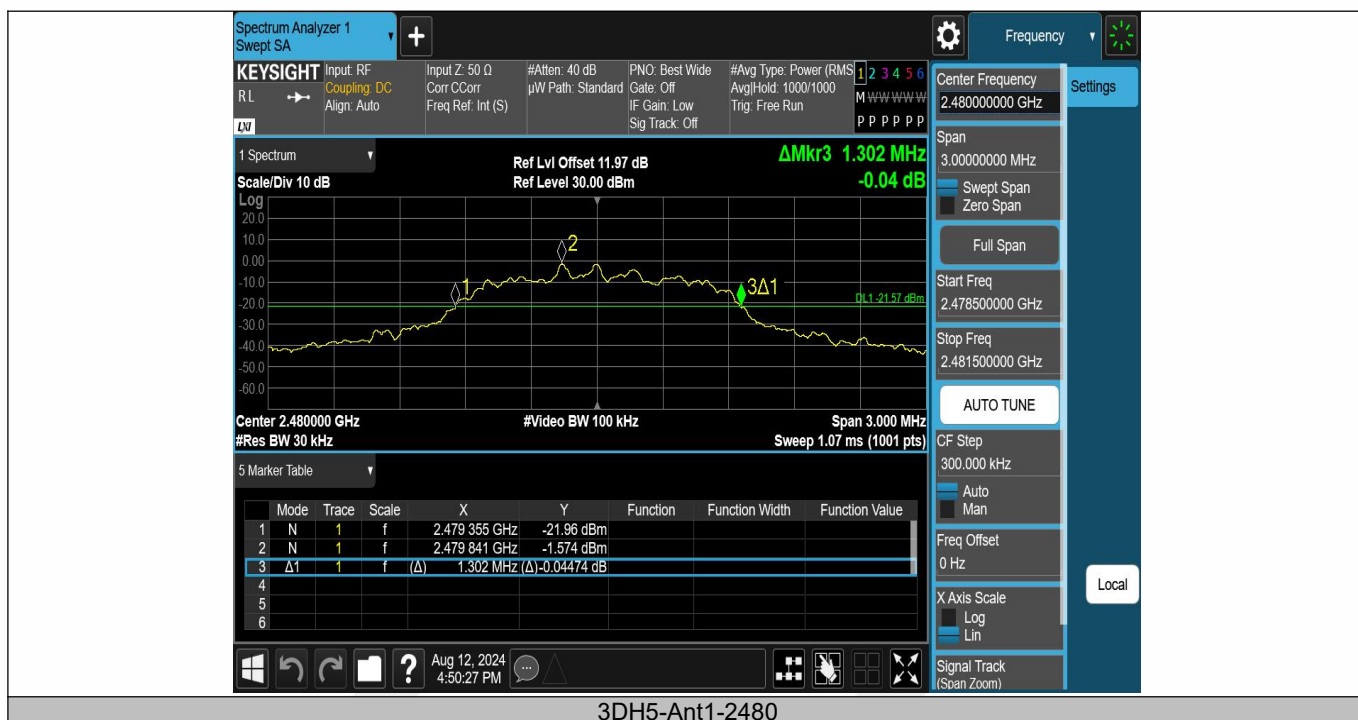 Spectrum Analyzer 1
Swept SA
+
Frequency
KEYSIGHT
RL
LXI
Input: RF
Coupling: DC
Align: Auto
Input Z: 50 Ω
Corr CCorr
Freq Ref: Int (S)
#Atten: 40 dB
µW Path: Standard
PNO: Best Wide
Gate: Off
IF Gain: Low
Sig Track: Off
#Avg Type: Power (RMS
Avg|Hold: 1000/1000
Trig: Free Run
1 2 3 4 5 6
M W W W W W
P P P P P P
1 Spectrum
Scale/Div 10 dB
Ref Lvl Offset 11.97 dB
Ref Level 30.00 dBm
ΔMkr3 1.302 MHz
-0.04 dB
Log
20.0
10.0
0.00
-10.0
-20.0
-30.0
-40.0
-50.0
-60.0
1
2
3Δ1
DL1 -21.57 dBm
Center 2.480000 GHz
#Video BW 100 kHz
Span 3.000 MHz
#Res BW 30 kHz
Sweep 1.07 ms (1001 pts)
5 Marker Table
Mode Trace Scale X Y Function Function Width Function Value
1 N 1 f 2.479 355 GHz -21.96 dBm
2 N 1 f 2.479 841 GHz -1.574 dBm
3 Δ1 1 f (Δ) 1.302 MHz (Δ) -0.04474 dB
4
5
6
Aug 12, 2024
4:50:27 PM
?
Center Frequency
2.480000000 GHz
Settings
Span
3.00000000 MHz
Swept Span
Zero Span
Full Span
Start Freq
2.478500000 GHz
Stop Freq
2.481500000 GHz
AUTO TUNE
CF Step
300.000 kHz
Auto
Man
Freq Offset
0 Hz
Local
X Axis Scale
Log
Lin
Signal Track
(Span Zoom)
3DH5-Ant1-2480